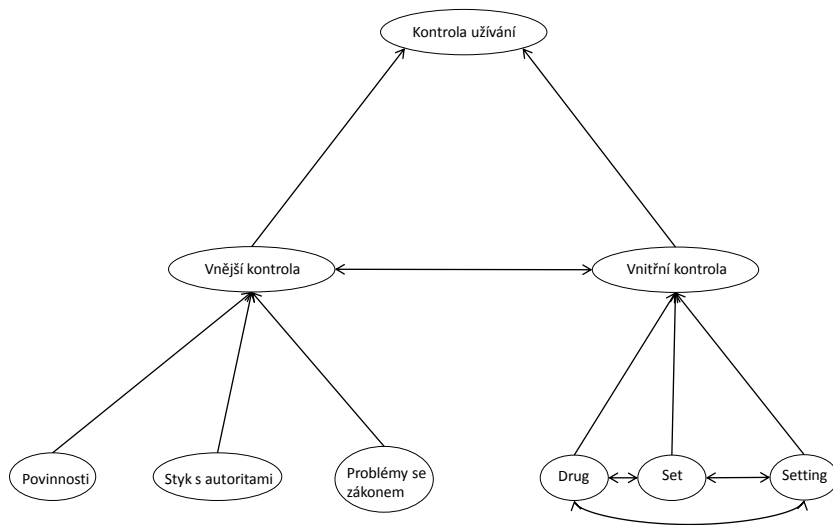 Kontrola užívání
Vnější kontrola
Vnitřní kontrola
Povinnosti
Styk s autoritami
Problémy se
zákonem
Drug
Set
Setting